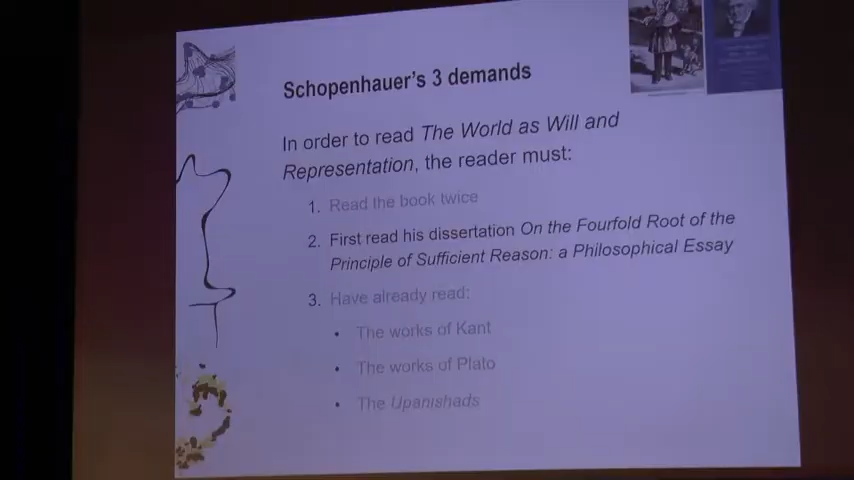 Schopenhauer's 3 demands
In order to read The World as Will and
Representation, the reader must:
1. Read the book twice
2. First read his dissertation On the Fourfold Root of the
Principle of Sufficient Reason: a Philosophical Essay
3. Have already read:
• The works of Kant
• The works of Plato
• The Upanishads